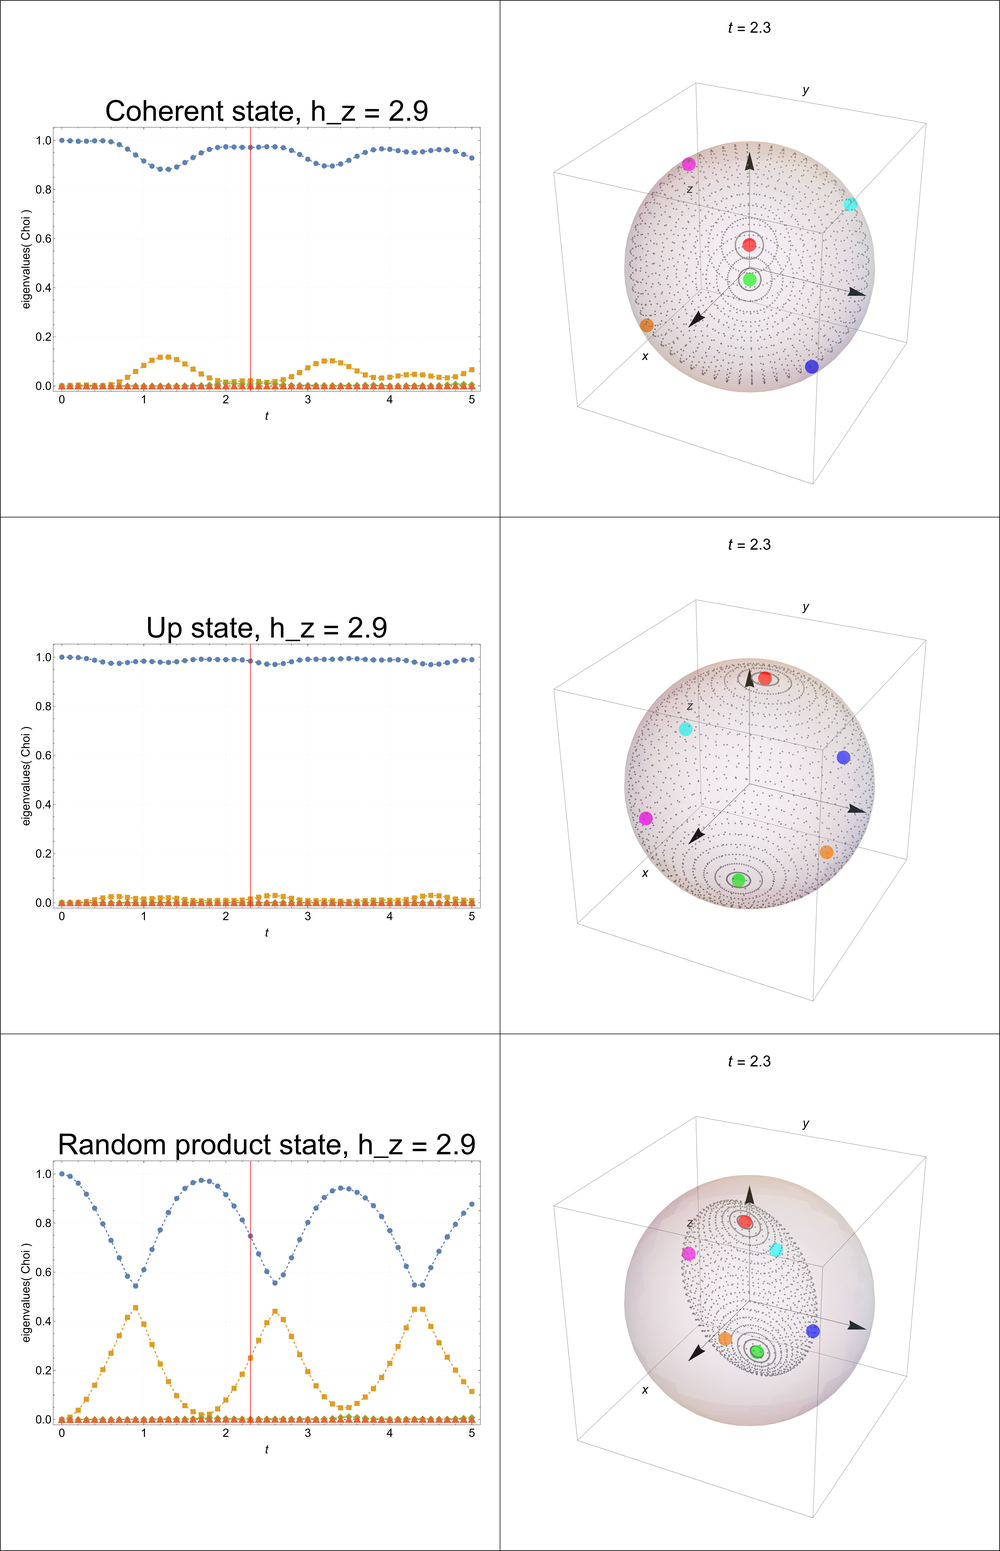 t = 2.3
y
Coherent state, h_z = 2.9
1.0
0.8
0.6
0.4
0.2
0.0
eigenvalues( Choi )
0 1 2 3 4 5
t
z
x
t = 2.3
y
Up state, h_z = 2.9
1.0
0.8
0.6
0.4
0.2
0.0
eigenvalues( Choi )
0 1 2 3 4 5
t
z
x
t = 2.3
y
Random product state, h_z = 2.9
1.0
0.8
0.6
0.4
0.2
0.0
eigenvalues( Choi )
0 1 2 3 4 5
t
z
x